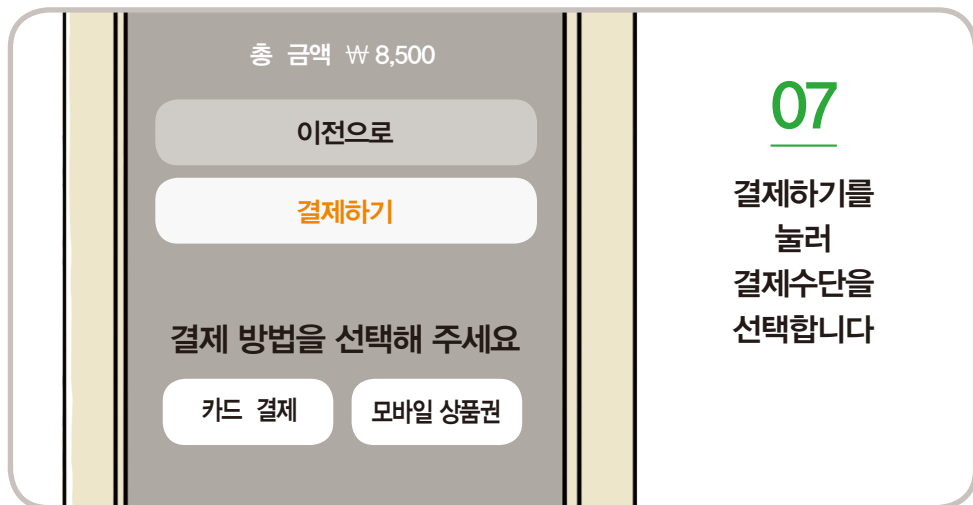 총 금액 ₩ 8,500
이전으로
결제하기
결제 방법을 선택해 주세요
카드 결제
모바일 상품권
07
결제하기를
눌러
결제수단을
선택합니다